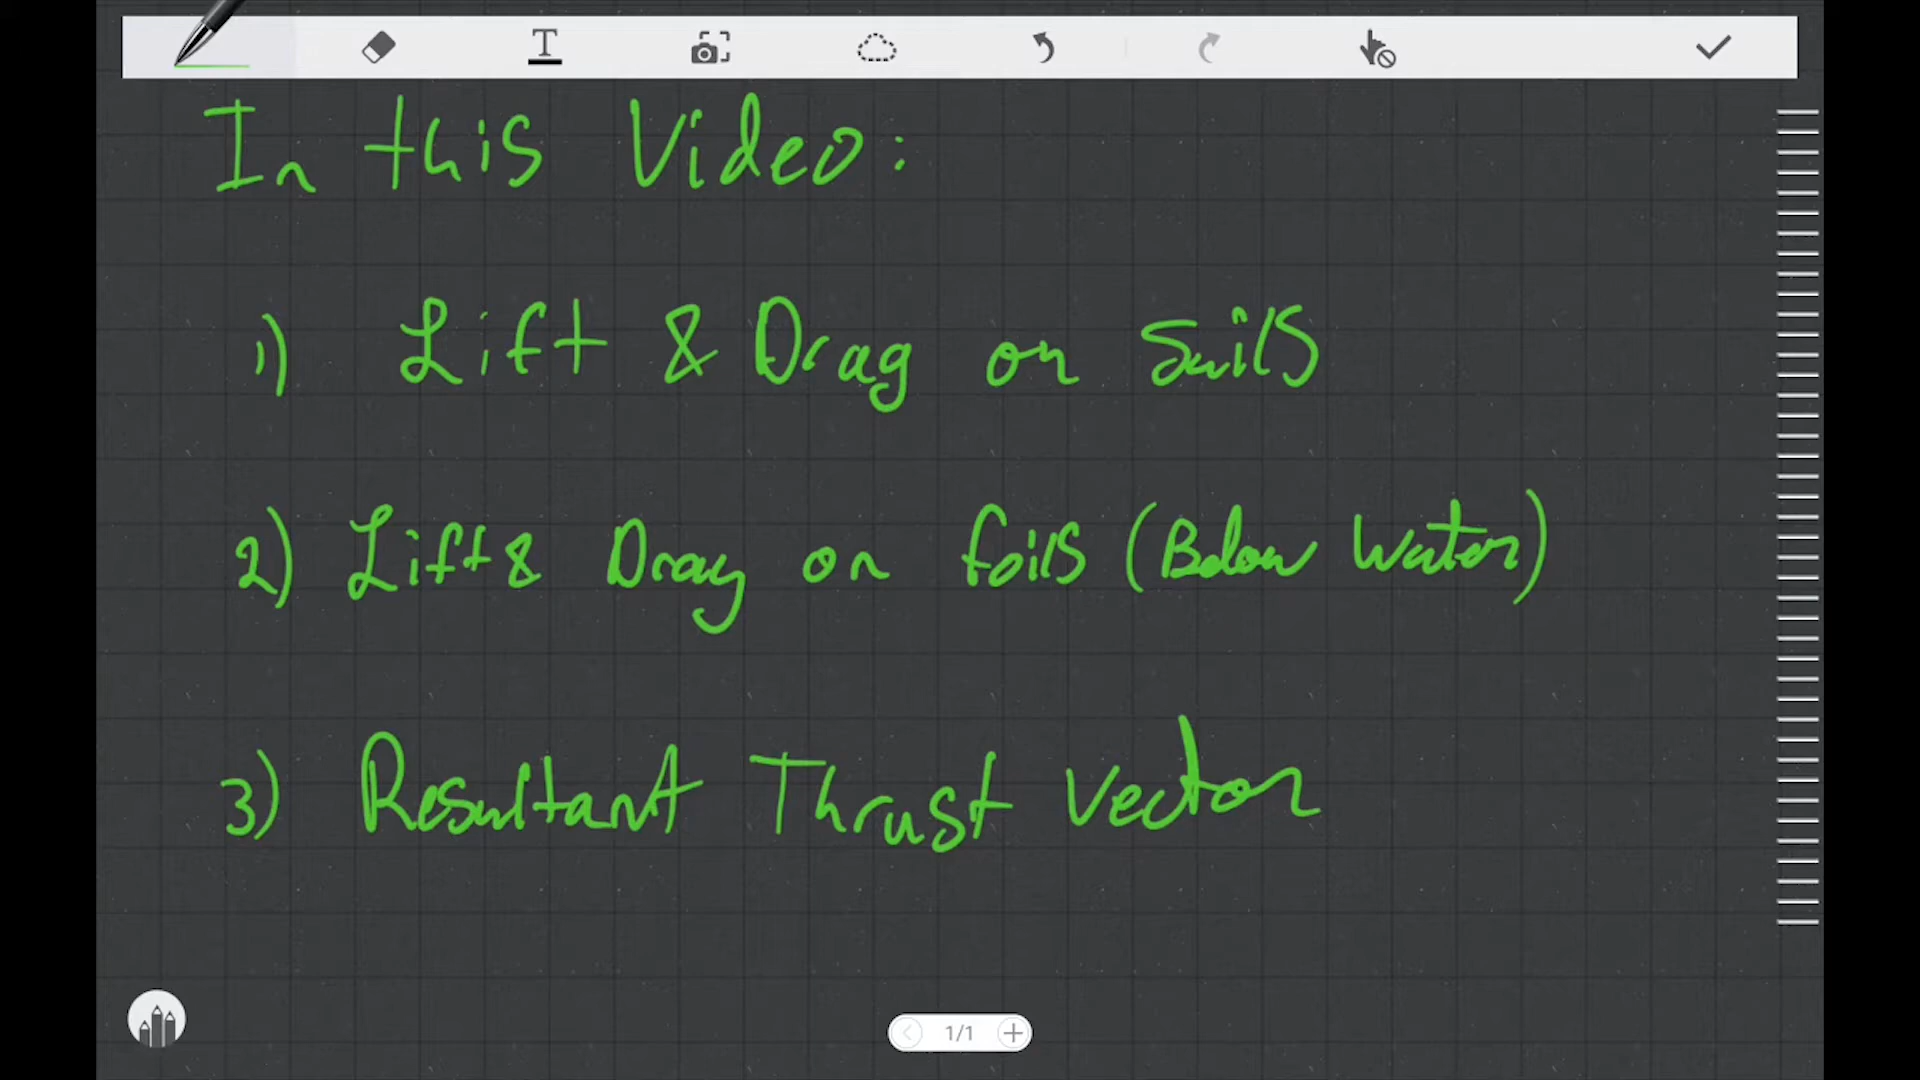 T
In this Video:
1) Lift & Drag on Sails
2) Lift & Drag on foils (Below Water)
3) Resultant Thrust Vector
1/1